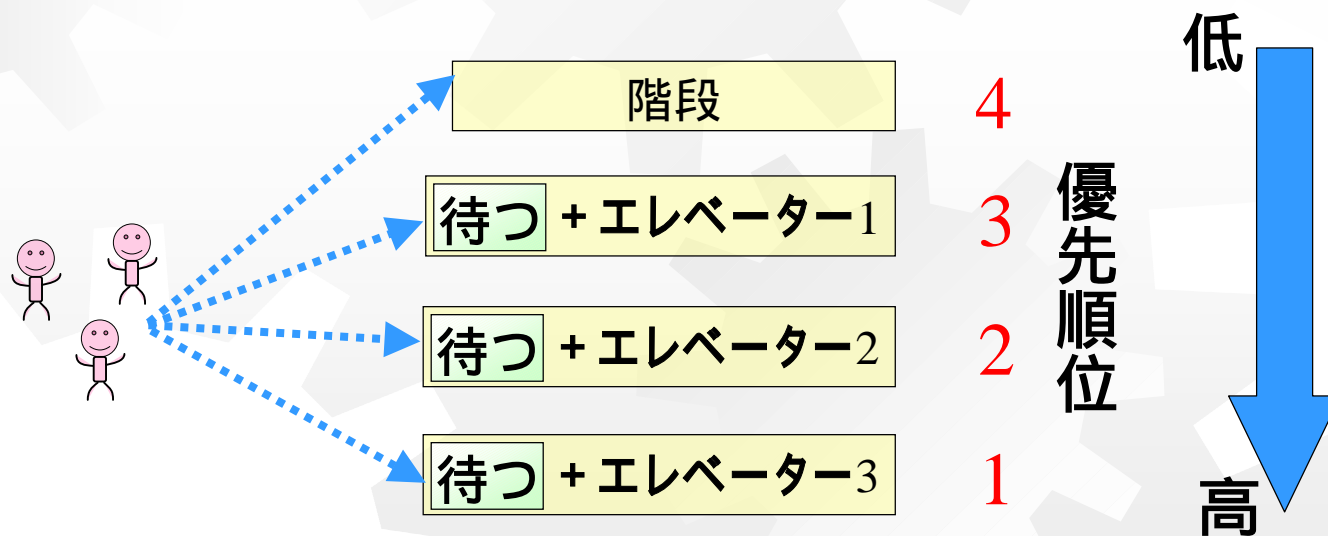 低
階段 4
待つ + エレベーター1 3
待つ + エレベーター2 2
待つ + エレベーター3 1
優先順位
高